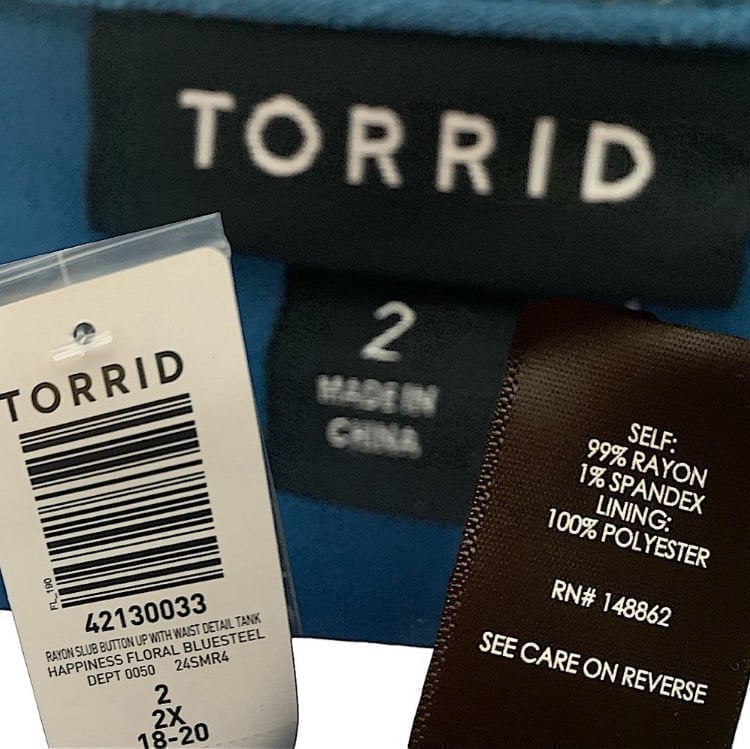 TORRID
2
MADE IN
CHINA
TORRID
FL_190
42130033
RAYON SLUB BUTTON UP WITH WAIST DETAIL TANK
HAPPINESS FLORAL BLUESTEEL
DEPT 0050 24SMR4
2
2X
18-20
SELF:
99% RAYON
1% SPANDEX
LINING:
100% POLYESTER
RN# 148862
SEE CARE ON REVERSE